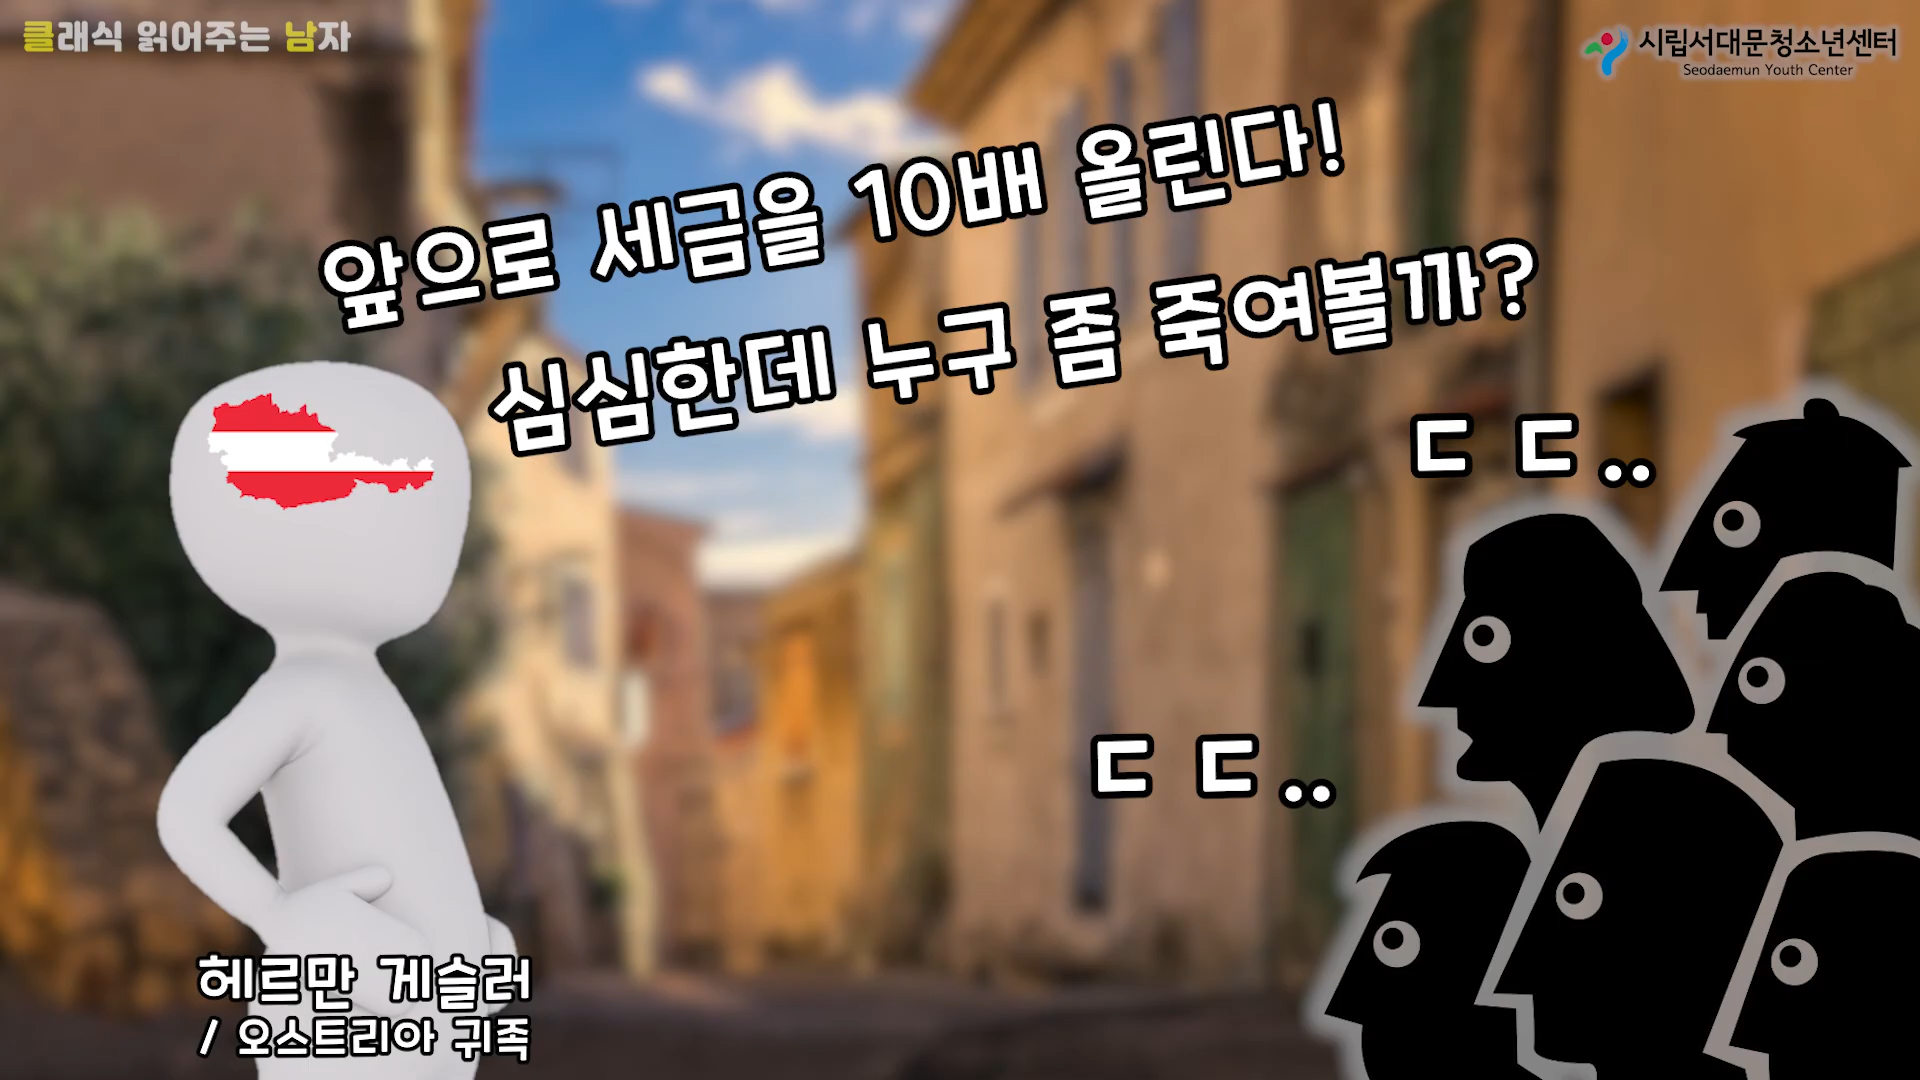 클래식 읽어주는 남자
시립서대문청소년센터
Seodaemun Youth Center
앞으로 세금을 10배 올린다!
심심한데 누구 좀 죽여볼까?
ㄷ ㄷ..
ㄷ ㄷ..
헤르만 게슬러
/ 오스트리아 귀족